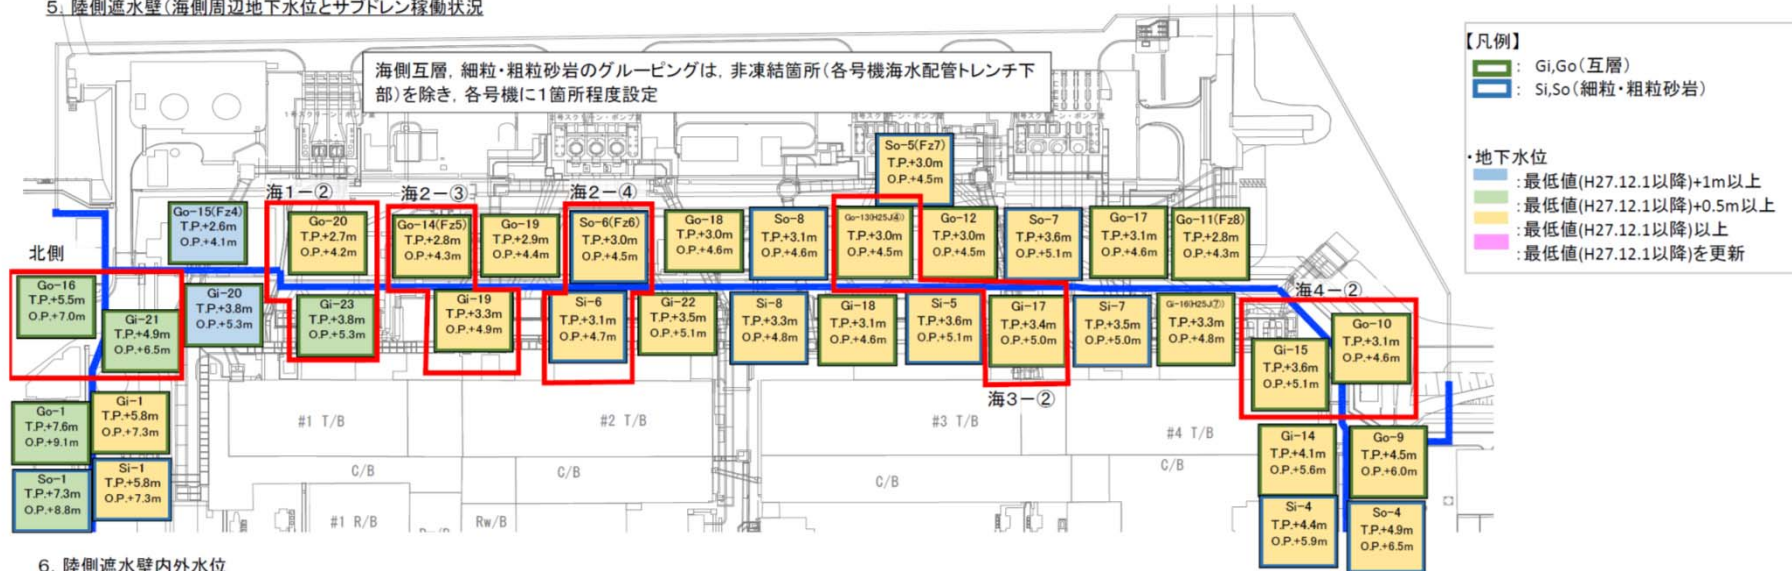 5. 陸側遮水壁（海側周辺地下水位とサブドレン稼働状況
海側互層，細粒・粗粒砂岩のグルーピングは，非凍結箇所（各号機海水配管トレンチ下
部）を除き，各号機に1箇所程度設定
【凡例】
： Gi,Go（互層）
： Si,So（細粒・粗粒砂岩）
・地下水位
：最低値(H27.12.1以降)+1m以上
：最低値(H27.12.1以降)+0.5m以上
：最低値(H27.12.1以降)以上
：最低値(H27.12.1以降)を更新
So-5(Fz7)
T.P.+3.0m
O.P.+4.5m
海1－②
海2－③
海2－④
Go-15(Fz4)
T.P.+2.6m
O.P.+4.1m
Go-20
T.P.+2.7m
O.P.+4.2m
Go-14(Fz5)
T.P.+2.8m
O.P.+4.3m
Go-19
T.P.+2.9m
O.P.+4.4m
So-6(Fz6)
T.P.+3.0m
O.P.+4.5m
Go-18
T.P.+3.0m
O.P.+4.6m
So-8
T.P.+3.1m
O.P.+4.6m
Go-13(H25J④)
T.P.+3.0m
O.P.+4.5m
Go-12
T.P.+3.0m
O.P.+4.5m
So-7
T.P.+3.6m
O.P.+5.1m
Go-17
T.P.+3.1m
O.P.+4.6m
Go-11(Fz8)
T.P.+2.8m
O.P.+4.3m
北側
Go-16
T.P.+5.5m
O.P.+7.0m
Gi-21
T.P.+4.9m
O.P.+6.5m
Gi-20
T.P.+3.8m
O.P.+5.3m
Gi-23
T.P.+3.8m
O.P.+5.3m
Gi-19
T.P.+3.3m
O.P.+4.9m
Si-6
T.P.+3.1m
O.P.+4.7m
Gi-22
T.P.+3.5m
O.P.+5.1m
Si-8
T.P.+3.3m
O.P.+4.8m
Gi-18
T.P.+3.1m
O.P.+4.6m
Si-5
T.P.+3.6m
O.P.+5.1m
Gi-17
T.P.+3.4m
O.P.+5.0m
Si-7
T.P.+3.5m
O.P.+5.0m
Gi-16(H25J⑦)
T.P.+3.3m
O.P.+4.8m
海4－②
Go-10
T.P.+3.1m
O.P.+4.6m
Gi-15
T.P.+3.6m
O.P.+5.1m
海3－②
Go-1
T.P.+7.6m
O.P.+9.1m
Gi-1
T.P.+5.8m
O.P.+7.3m
So-1
T.P.+7.3m
O.P.+8.8m
Si-1
T.P.+5.8m
O.P.+7.3m
#1 T/B
#2 T/B
#3 T/B
#4 T/B
C/B
C/B
C/B
C/B
#1 R/B
Rw/B
Gi-14
T.P.+4.1m
O.P.+5.6m
Go-9
T.P.+4.5m
O.P.+6.0m
Si-4
T.P.+4.4m
O.P.+5.9m
So-4
T.P.+4.9m
O.P.+6.5m
6. 陸側遮水壁内外水位